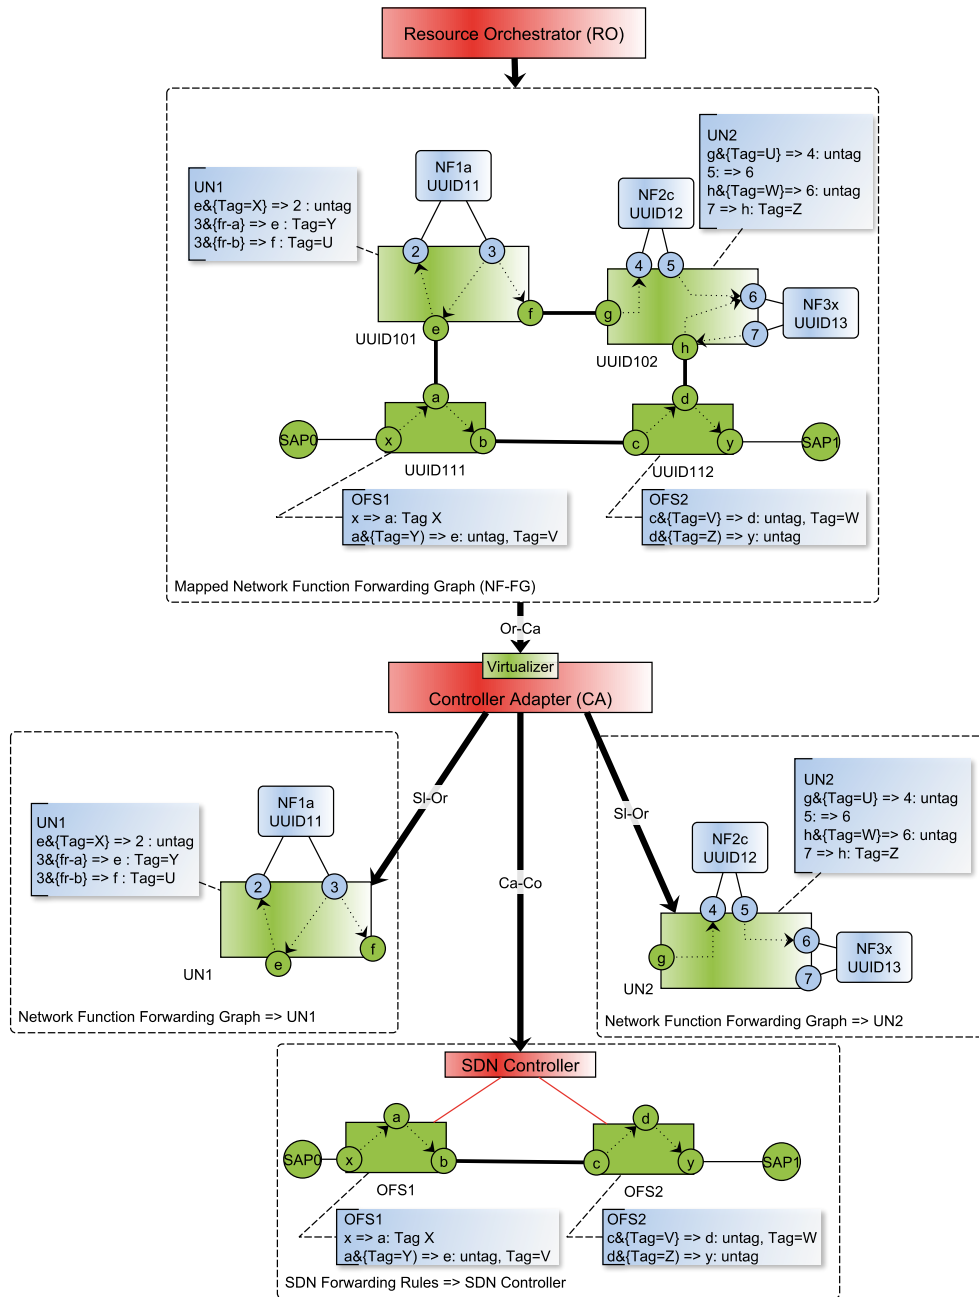 Resource Orchestrator (RO)
UN1
e&{Tag=X} => 2 : untag
3&{fr-a} => e : Tag=Y
3&{fr-b} => f : Tag=U
NF1a
UUID11
NF2c
UUID12
UN2
g&{Tag=U} => 4: untag
5: => 6
h&{Tag=W}=> 6: untag
7 => h: Tag=Z
2
3
4
5
6
7
NF3x
UUID13
e
f
g
h
UUID101
UUID102
a
d
SAP0
x
b
c
y
SAP1
UUID111
UUID112
OFS1
x => a: Tag X
a&{Tag=Y) => e: untag, Tag=V
OFS2
c&{Tag=V} => d: untag, Tag=W
d&{Tag=Z) => y: untag
Mapped Network Function Forwarding Graph (NF-FG)
Or-Ca
Virtualizer
Controller Adapter (CA)
Sl-Or
Ca-Co
Sl-Or
UN1
e&{Tag=X} => 2 : untag
3&{fr-a} => e : Tag=Y
3&{fr-b} => f : Tag=U
NF1a
UUID11
2
3
e
f
UN1
Network Function Forwarding Graph => UN1
UN2
g&{Tag=U} => 4: untag
5: => 6
h&{Tag=W}=> 6: untag
7 => h: Tag=Z
NF2c
UUID12
4
5
6
7
g
NF3x
UUID13
UN2
Network Function Forwarding Graph => UN2
SDN Controller
a
d
SAP0
x
b
c
y
SAP1
OFS1
OFS2
OFS1
x => a: Tag X
a&{Tag=Y) => e: untag, Tag=V
OFS2
c&{Tag=V} => d: untag, Tag=W
d&{Tag=Z) => y: untag
SDN Forwarding Rules => SDN Controller